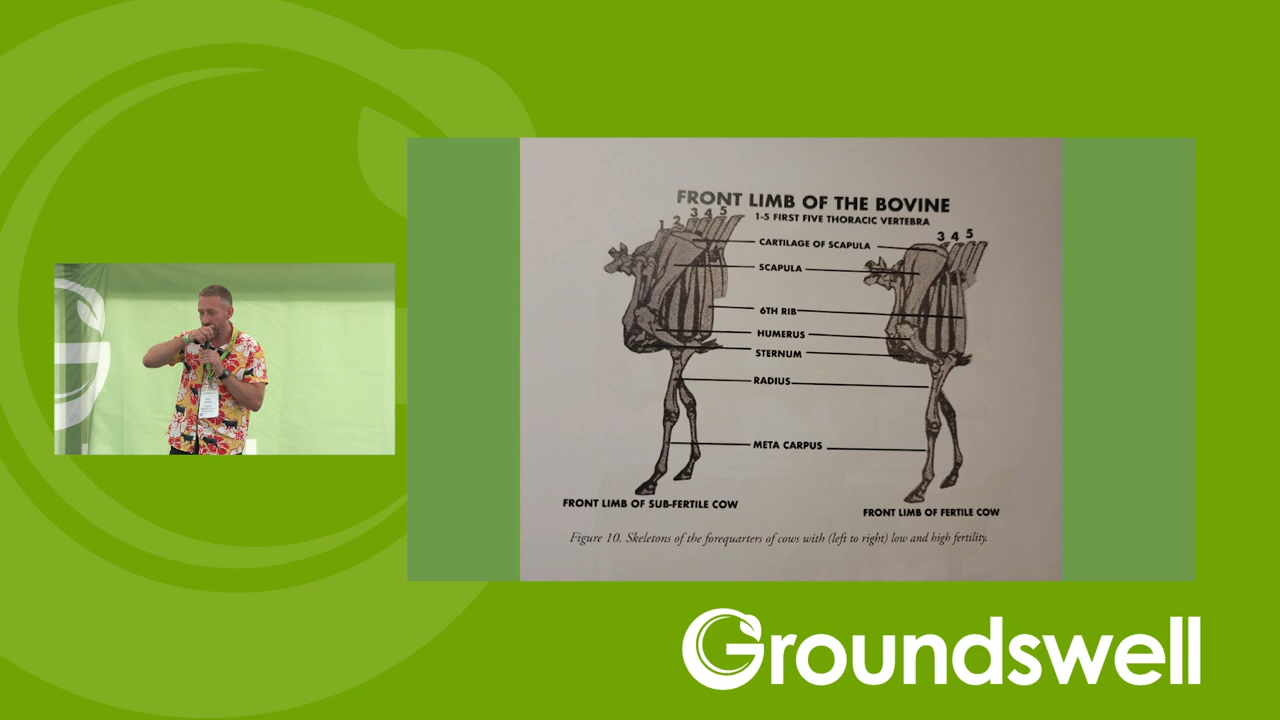 FRONT LIMB OF THE BOVINE
1 2 3 4 5
1-5 FIRST FIVE THORACIC VERTEBRA
3 4 5
CARTILAGE OF SCAPULA
SCAPULA
6TH RIB
HUMERUS
STERNUM
RADIUS
META CARPUS
FRONT LIMB OF SUB-FERTILE COW
FRONT LIMB OF FERTILE COW
Figure 10. Skeletons of the forequarters of cows with (left to right) low and high fertility.
Groundswell